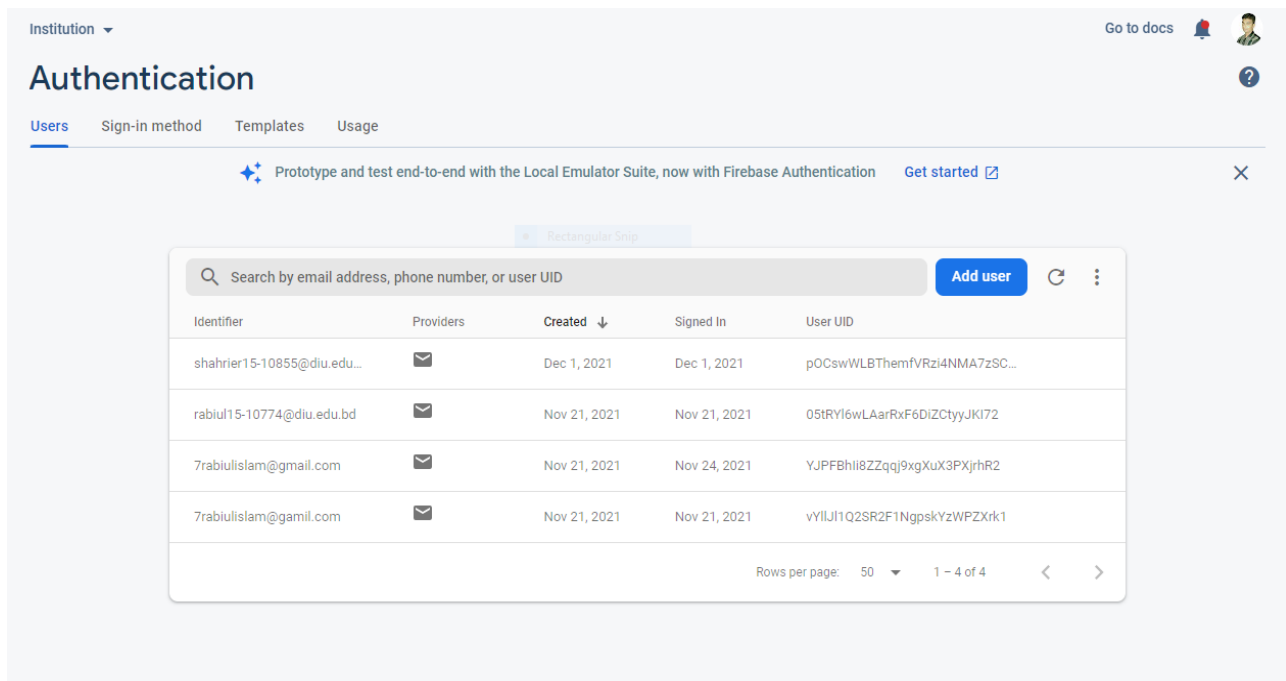 Institution
Go to docs
Authentication
Users Sign-in method Templates Usage
Prototype and test end-to-end with the Local Emulator Suite, now with Firebase Authentication Get started
Rectangular Snip
Search by email address, phone number, or user UID Add user
Identifier Providers Created Signed In User UID
shahrier15-10855@diu.edu... Dec 1, 2021 Dec 1, 2021 pOCswWLBThemfVRzi4NMA7zSC...
rabiul15-10774@diu.edu.bd Nov 21, 2021 Nov 21, 2021 05tRYl6wLAarRxF6DiZCtyyJKI72
7rabiulislam@gmail.com Nov 21, 2021 Nov 24, 2021 YJPFBhIi8ZZqqj9xgXuX3PXjrhR2
7rabiulislam@gamil.com Nov 21, 2021 Nov 21, 2021 vYllJl1Q2SR2F1NgpskYzWPZXrk1
Rows per page: 50 1 – 4 of 4